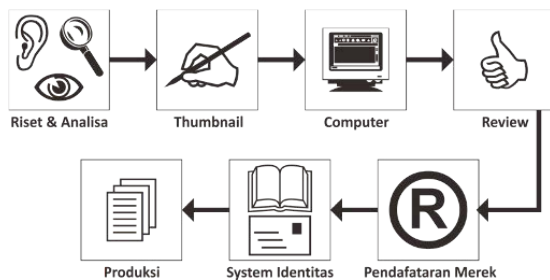 Riset & Analisa
Thumbnail
Computer
Review
R
Pendafataran Merek
System Identitas
Produksi